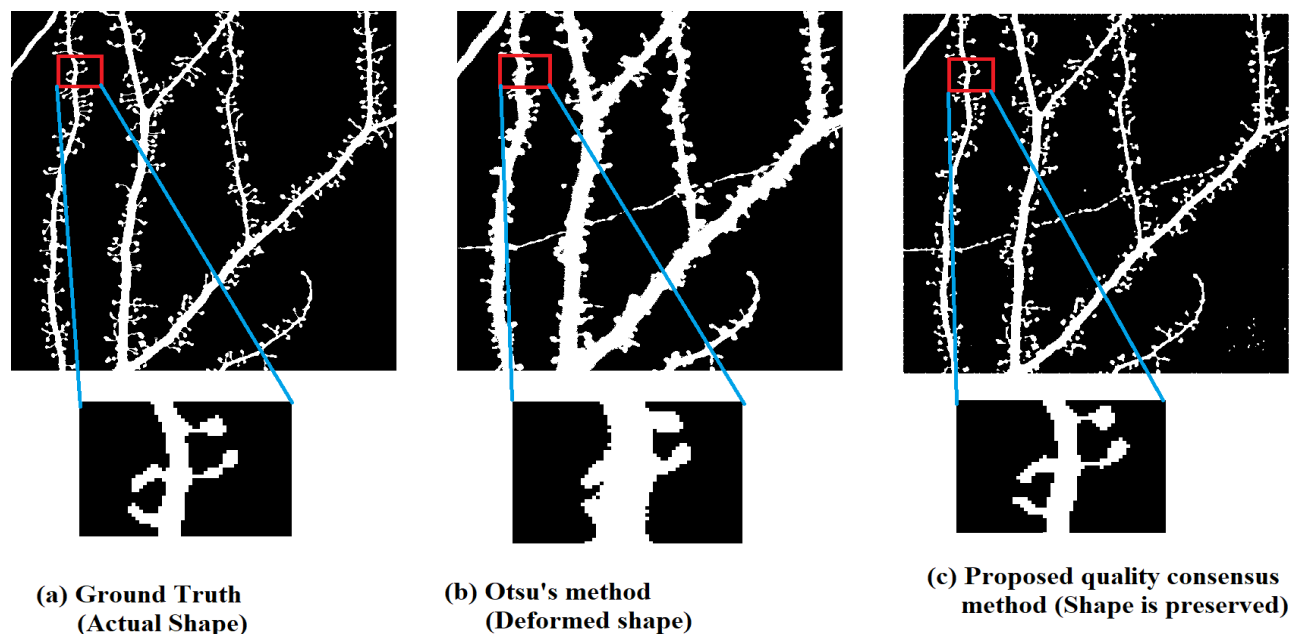 (a) Ground Truth
(Actual Shape)
(b) Otsu's method
(Deformed shape)
(c) Proposed quality consensus
method (Shape is preserved)